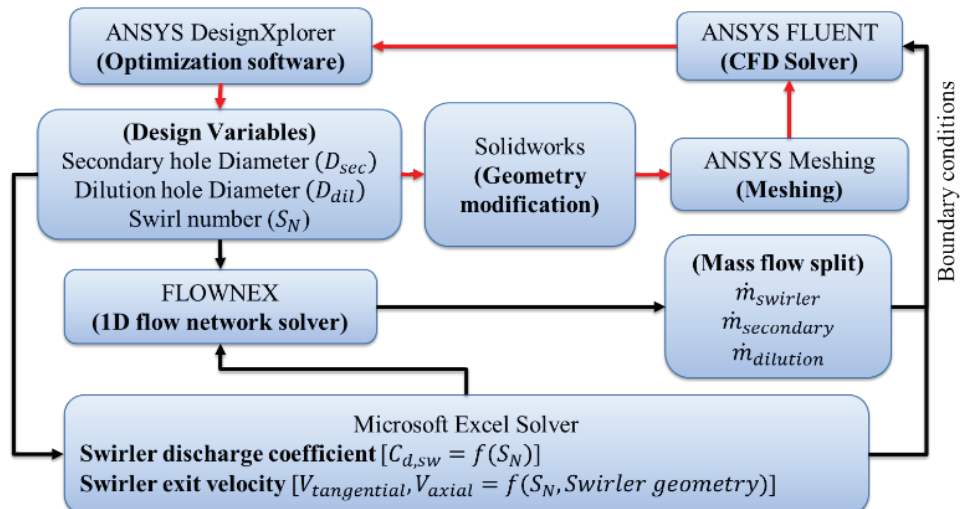 ANSYS DesignXplorer
(Optimization software)
ANSYS FLUENT
(CFD Solver)
(Design Variables)
Secondary hole Diameter (D_sec)
Dilution hole Diameter (D_dil)
Swirl number (S_N)
Solidworks
(Geometry
modification)
ANSYS Meshing
(Meshing)
Boundary conditions
FLOWNEX
(1D flow network solver)
(Mass flow split)
ṁ_swirler
ṁ_secondary
ṁ_dilution
Microsoft Excel Solver
Swirler discharge coefficient [C_d,sw = f(S_N)]
Swirler exit velocity [V_tangential, V_axial = f(S_N, Swirler geometry)]